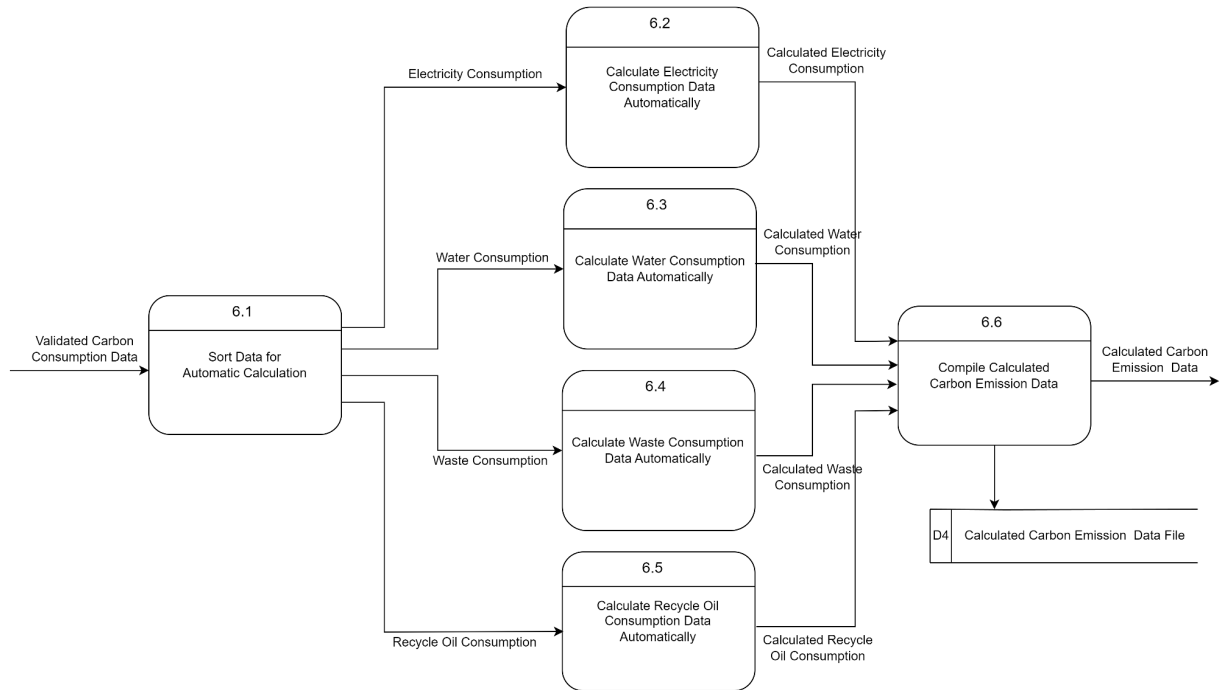 6.2
Calculate Electricity
Consumption Data
Automatically
Electricity Consumption
Calculated Electricity
Consumption
6.3
Calculate Water Consumption
Data Automatically
Water Consumption
Calculated Water
Consumption
6.1
Sort Data for
Automatic Calculation
Validated Carbon
Consumption Data
6.6
Compile Calculated
Carbon Emission Data
Calculated Carbon
Emission Data
6.4
Calculate Waste Consumption
Data Automatically
Waste Consumption
Calculated Waste
Consumption
D4
Calculated Carbon Emission Data File
6.5
Calculate Recycle Oil
Consumption Data
Automatically
Recycle Oil Consumption
Calculated Recycle
Oil Consumption